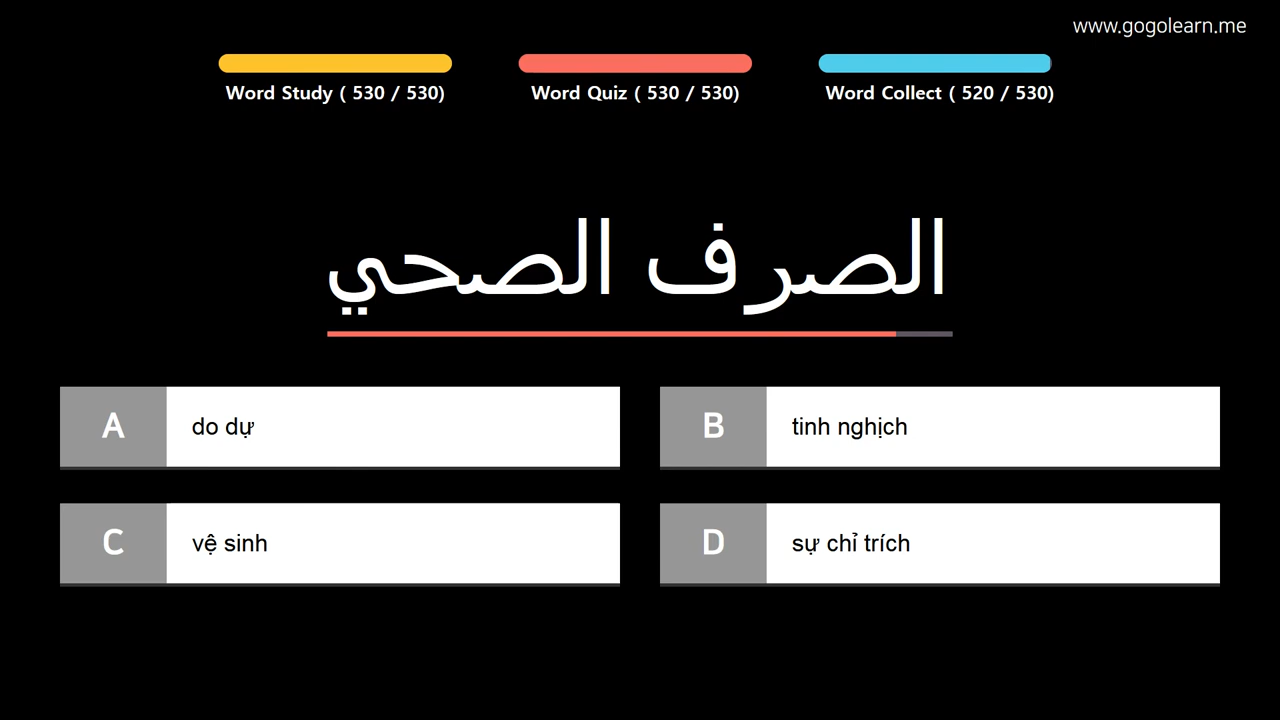 www.gogolearn.me
Word Study ( 530 / 530)
Word Quiz ( 530 / 530)
Word Collect ( 520 / 530)
الصرف الصحي
A do dự
B tinh nghịch
C vệ sinh
D sự chỉ trích